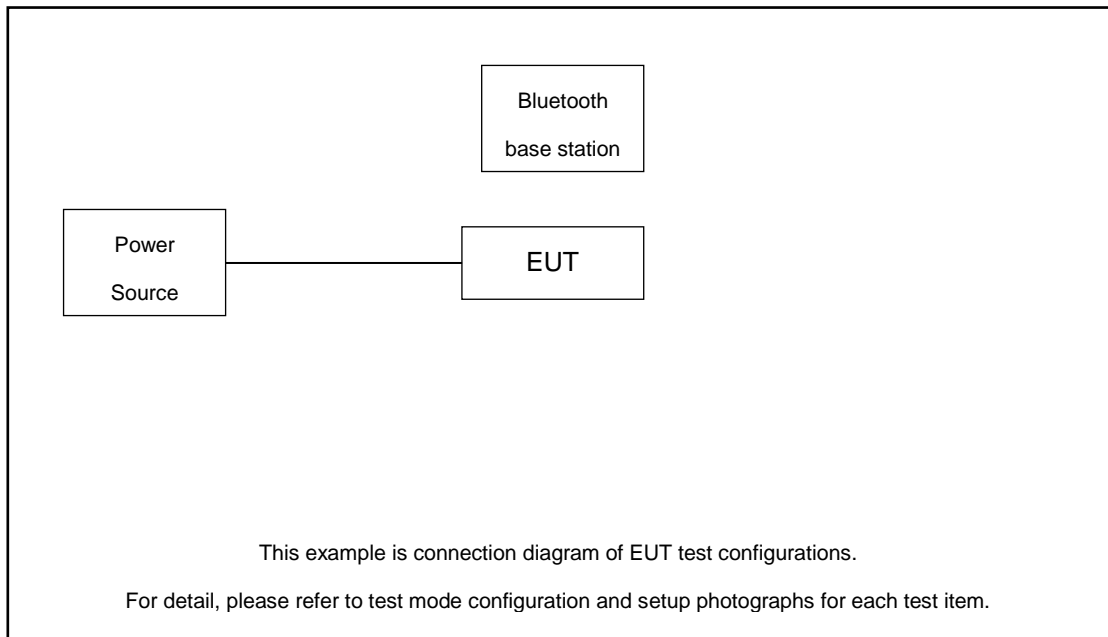 Bluetooth
base station
Power
Source
EUT
This example is connection diagram of EUT test configurations.
For detail, please refer to test mode configuration and setup photographs for each test item.